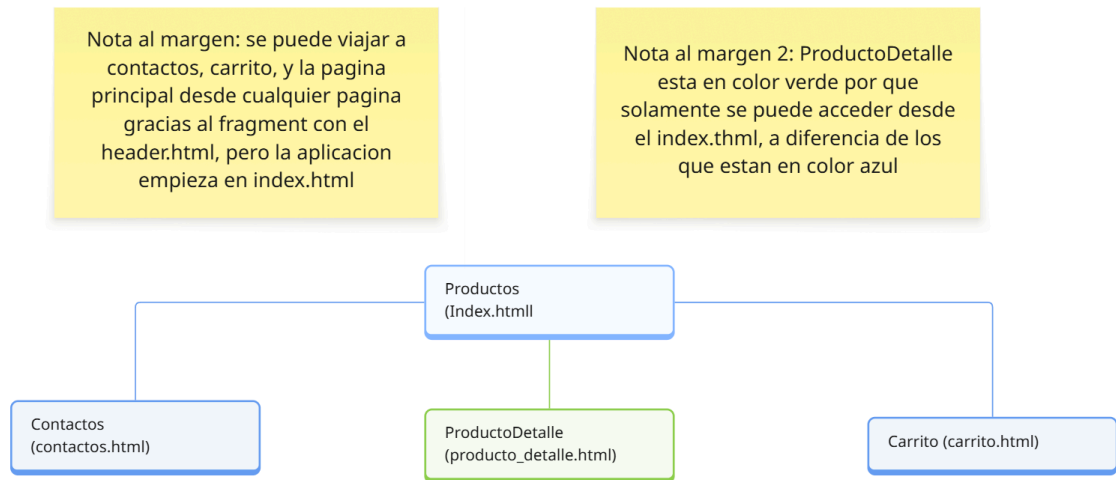 Nota al margen: se puede viajar a
contactos, carrito, y la pagina
principal desde cualquier pagina
gracias al fragment con el
header.html, pero la aplicacion
empieza en index.html
Nota al margen 2: ProductoDetalle
esta en color verde por que
solamente se puede acceder desde
el index.thml, a diferencia de los
que estan en color azul
Productos
(Index.htmll
Contactos
(contactos.html)
ProductoDetalle
(producto_detalle.html)
Carrito (carrito.html)